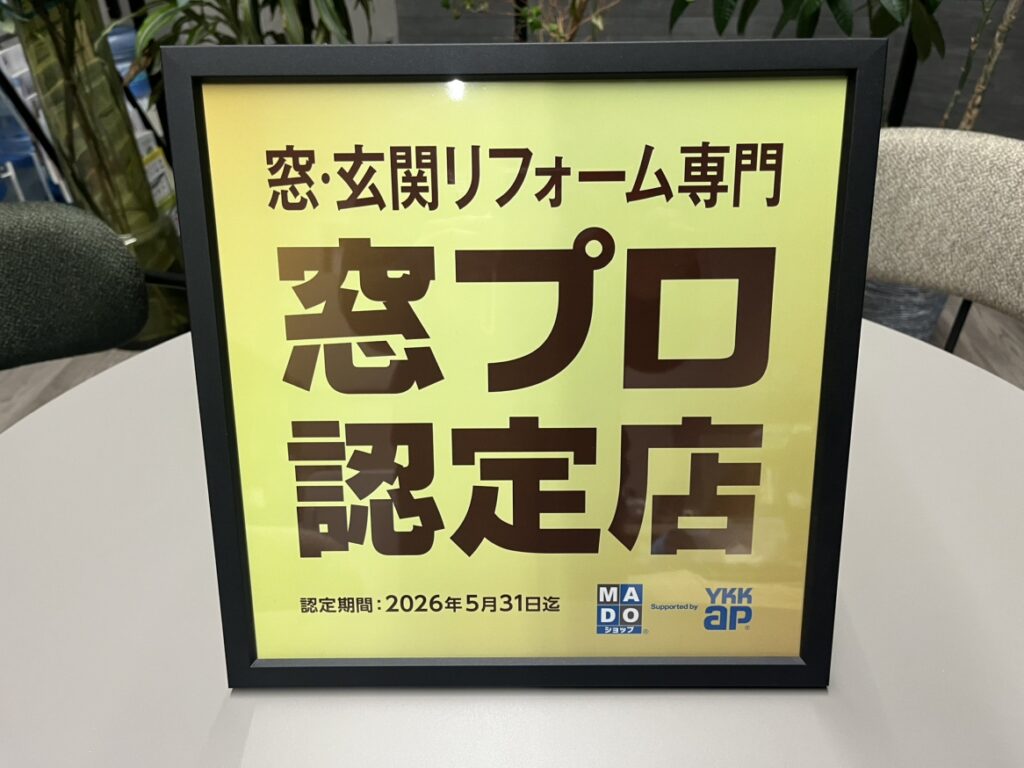 窓・玄関リフォーム専門
窓プロ
認定店
認定期間：2026年5月31日迄
MADO
ショップ
Supported by
YKK
ap